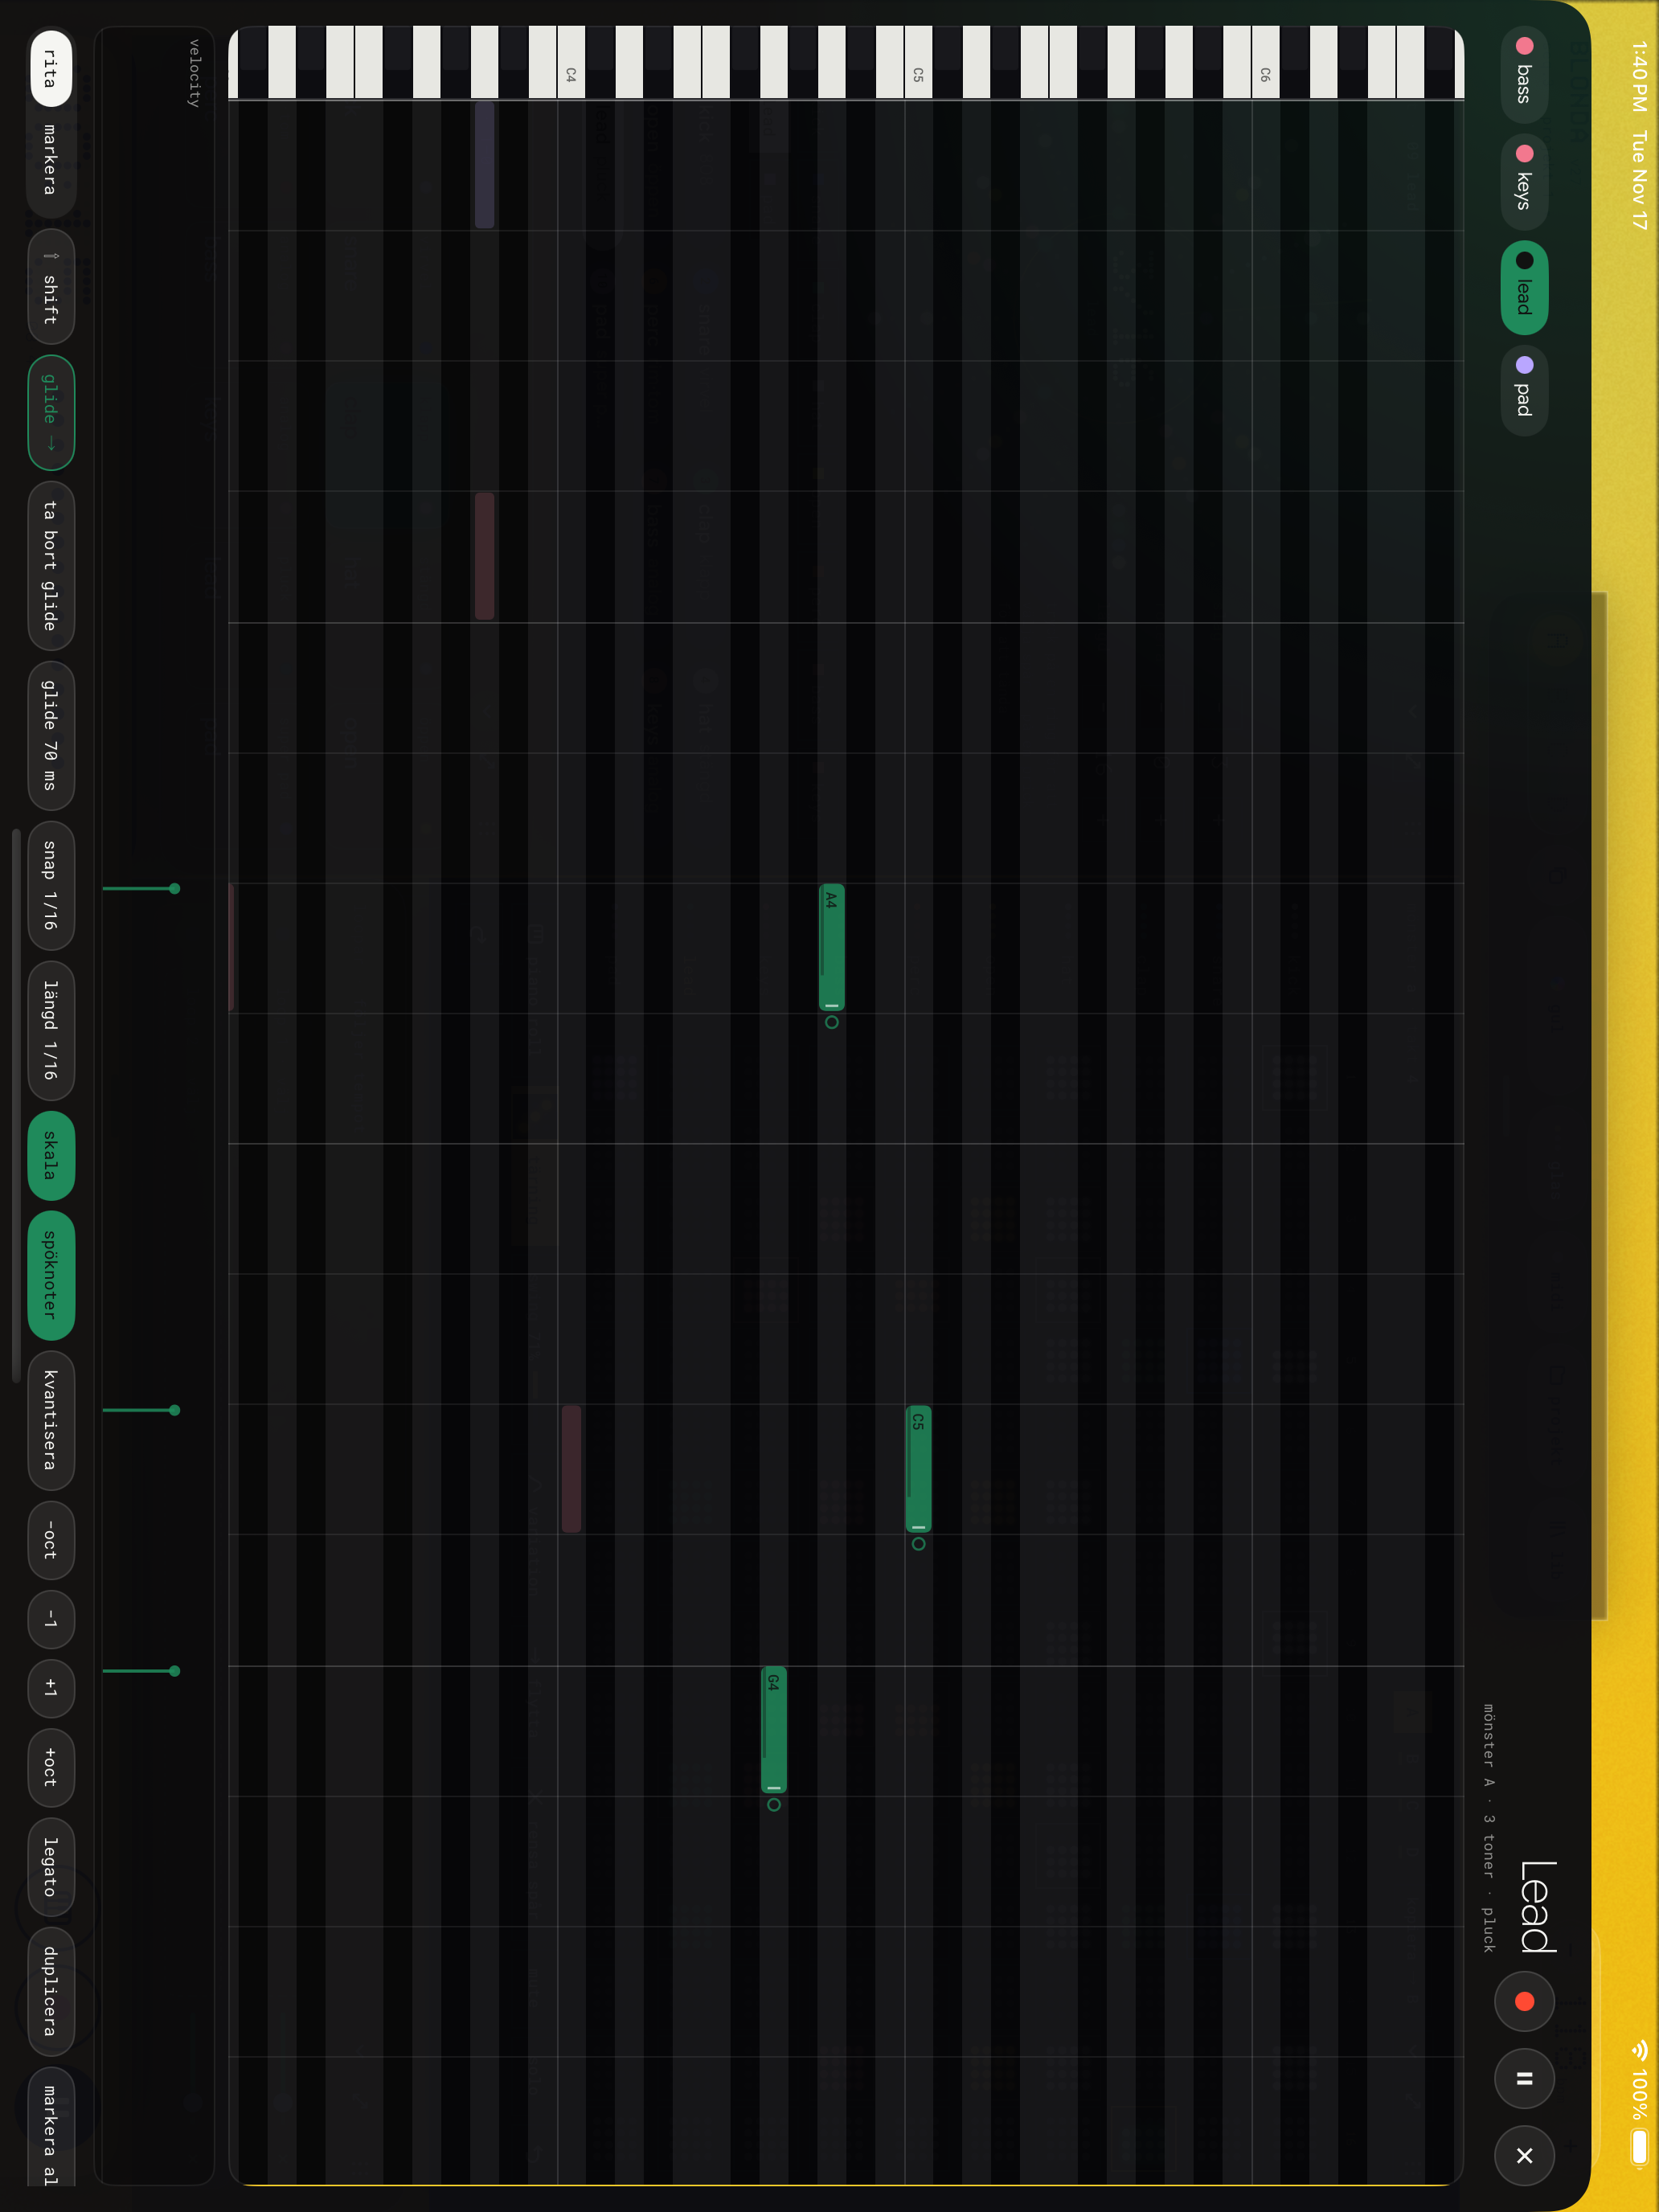 1:40 PM Tue Nov 17
100%
bass
keys
lead
pad
Lead
mönster A · 3 toner · pluck
C6
C5
C4
C5
A4
G4
velocity
rita
markera
⇧ shift
glide →
ta bort glide
glide 70 ms
snap 1/16
längd 1/16
skala
spöknoter
kvantisera
-oct
-1
+1
+oct
legato
duplicera
markera al